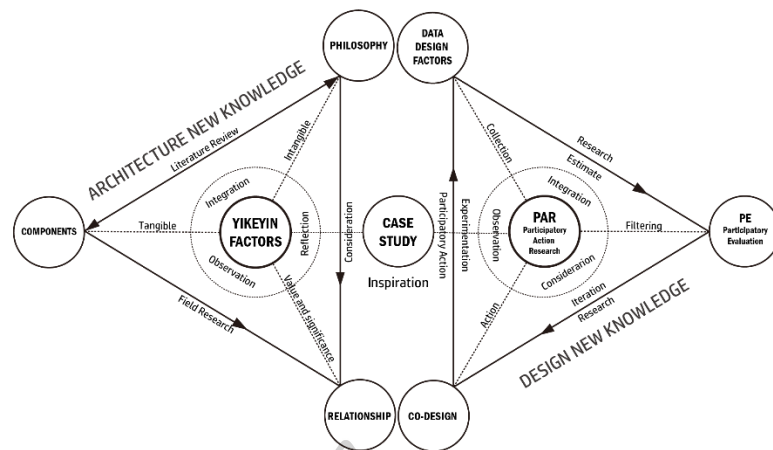 PHILOSOPHY
DATA
DESIGN
FACTORS
ARCHITECTURE NEW KNOWLEDGE
Literature Review
Intangible
Collection
Research
Estimate
Integration
Integration
COMPONENTS
Tangible
YIKEYIN
FACTORS
Reflection
Consideration
CASE
STUDY
Inspiration
Participatory Action
Experimentation
Observation
PAR
Participatory
Action
Research
Filtering
PE
Participatory
Evaluation
Observation
Consideration
Field Research
Value and significance
Action
Iteration
Research
DESIGN NEW KNOWLEDGE
RELATIONSHIP
CO-DESIGN